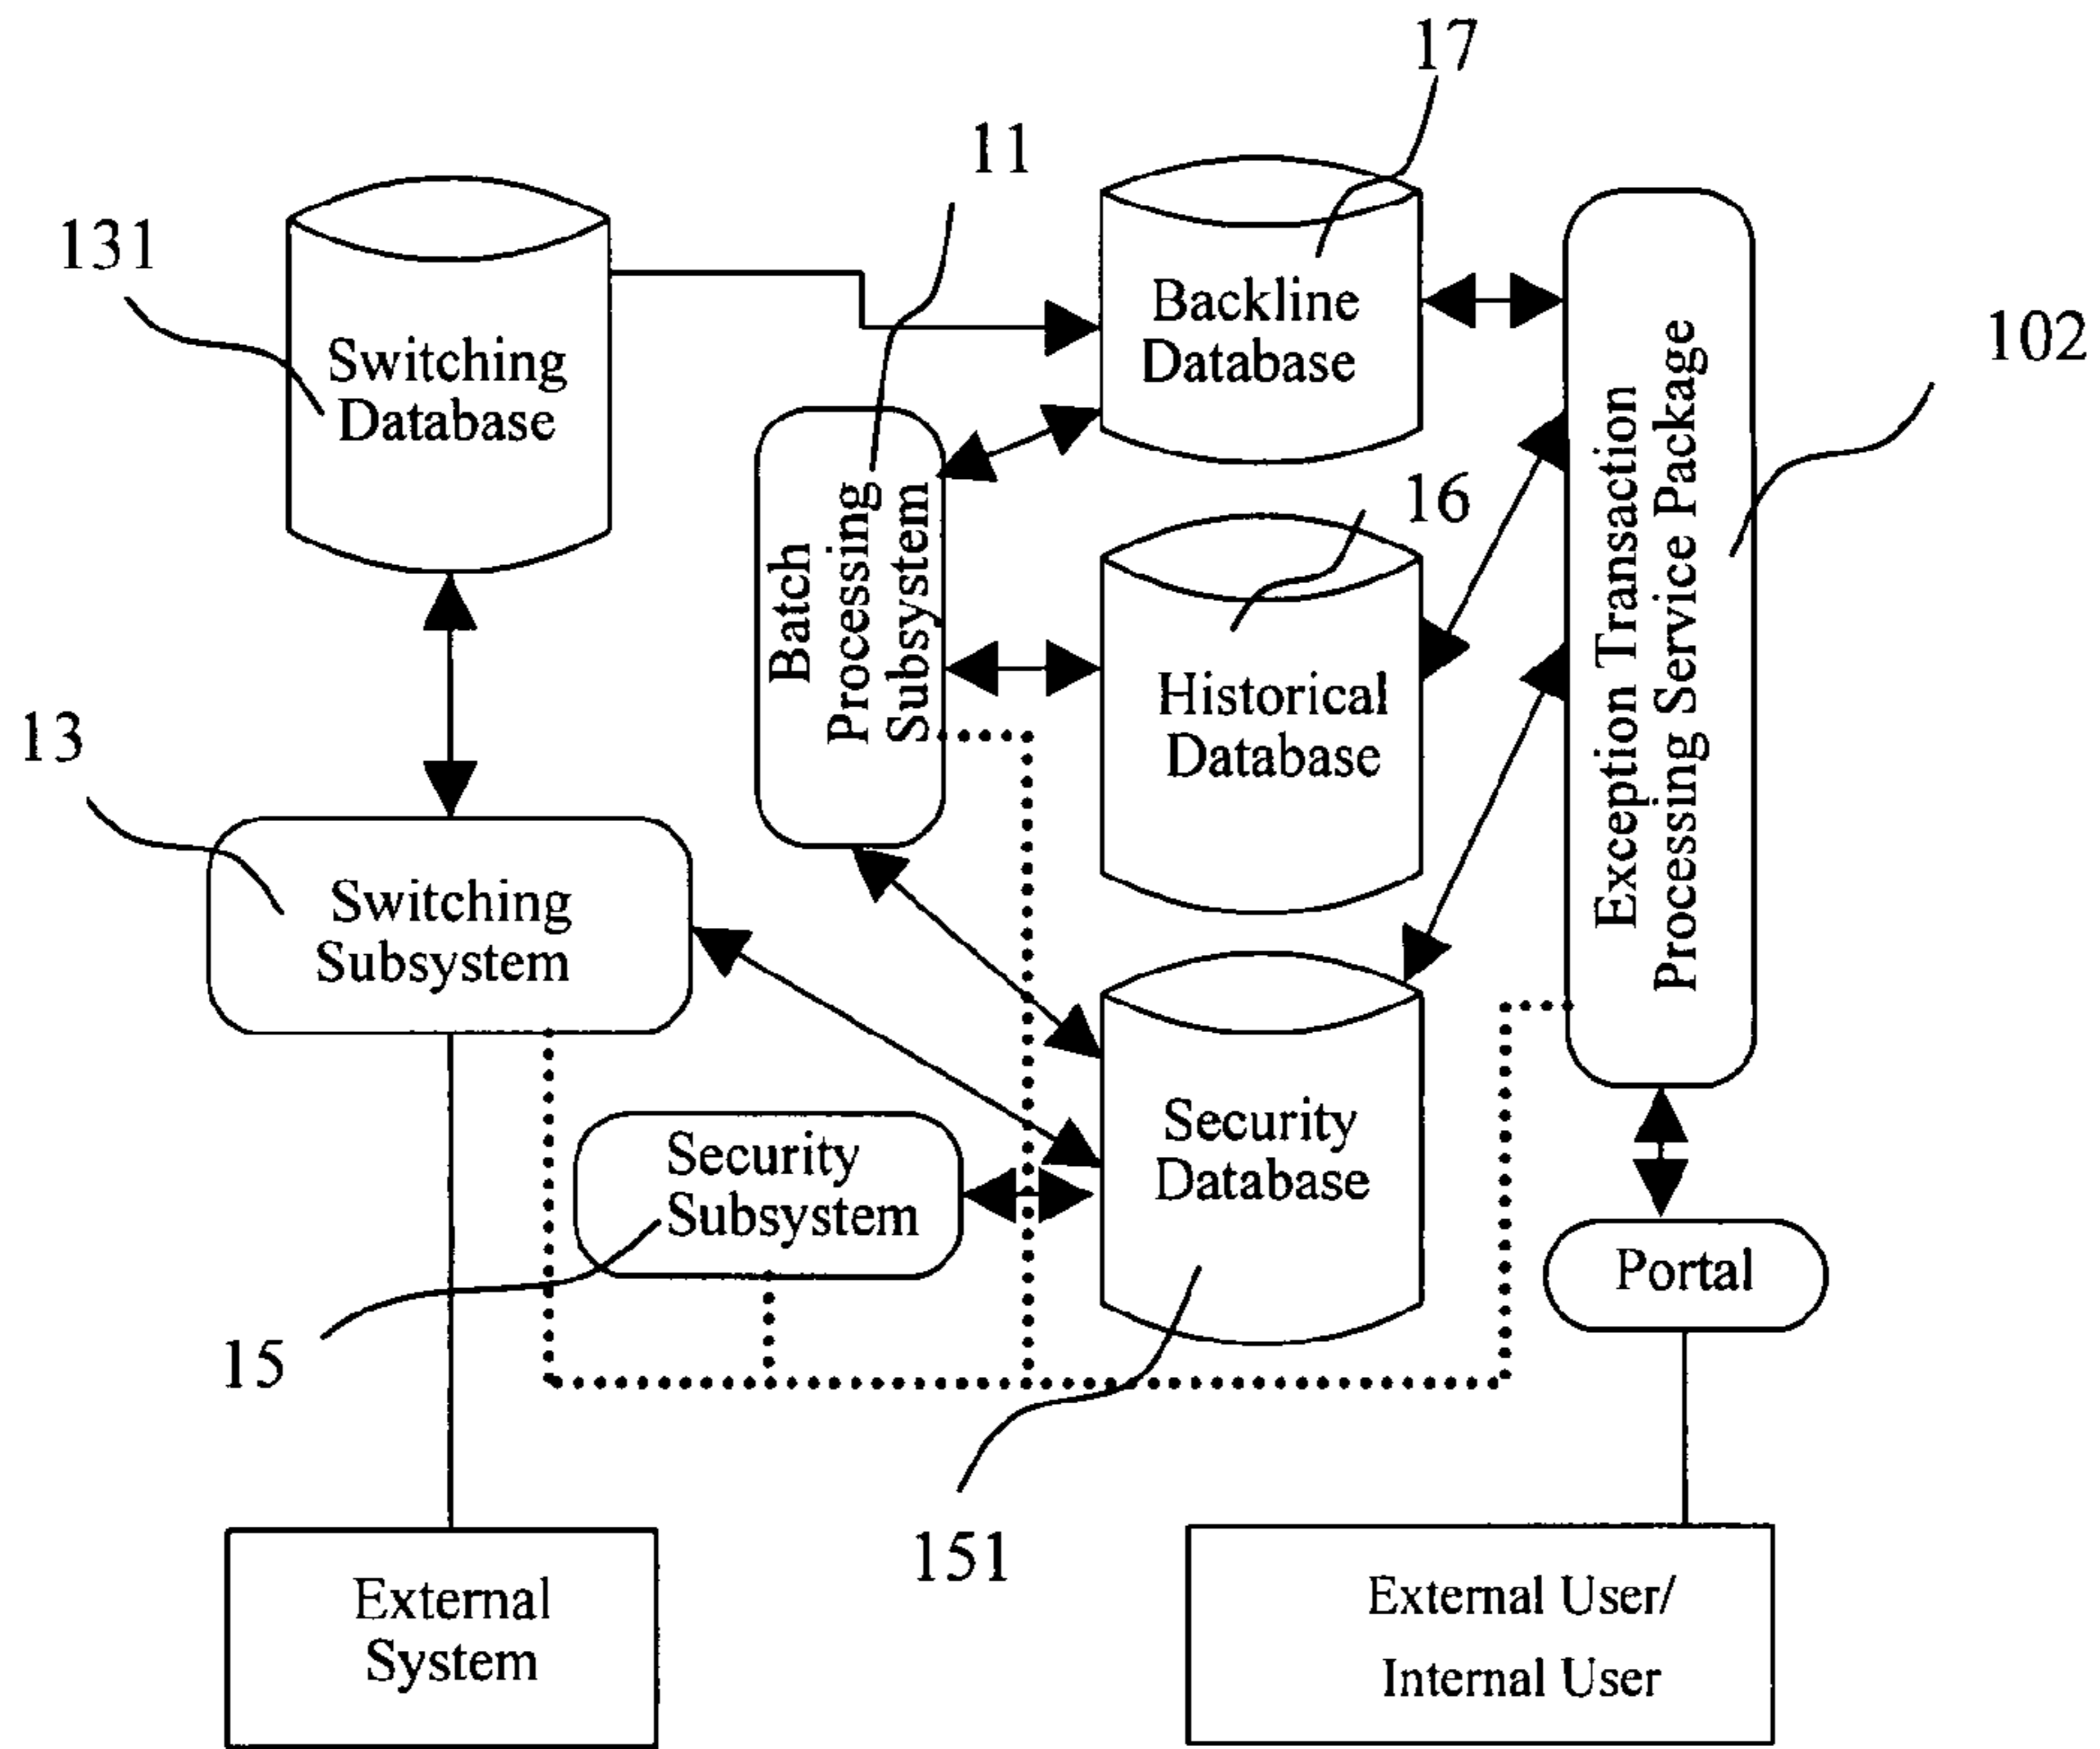 17
11
131
Switching
Database
Backline
Database
102
Batch
Processing
Subsystem
16
Exception Transaction
Processing Service Package
Historical
Database
13
Switching
Subsystem
Security
Subsystem
Security
Database
15
Portal
151
External
System
External User/
Internal User